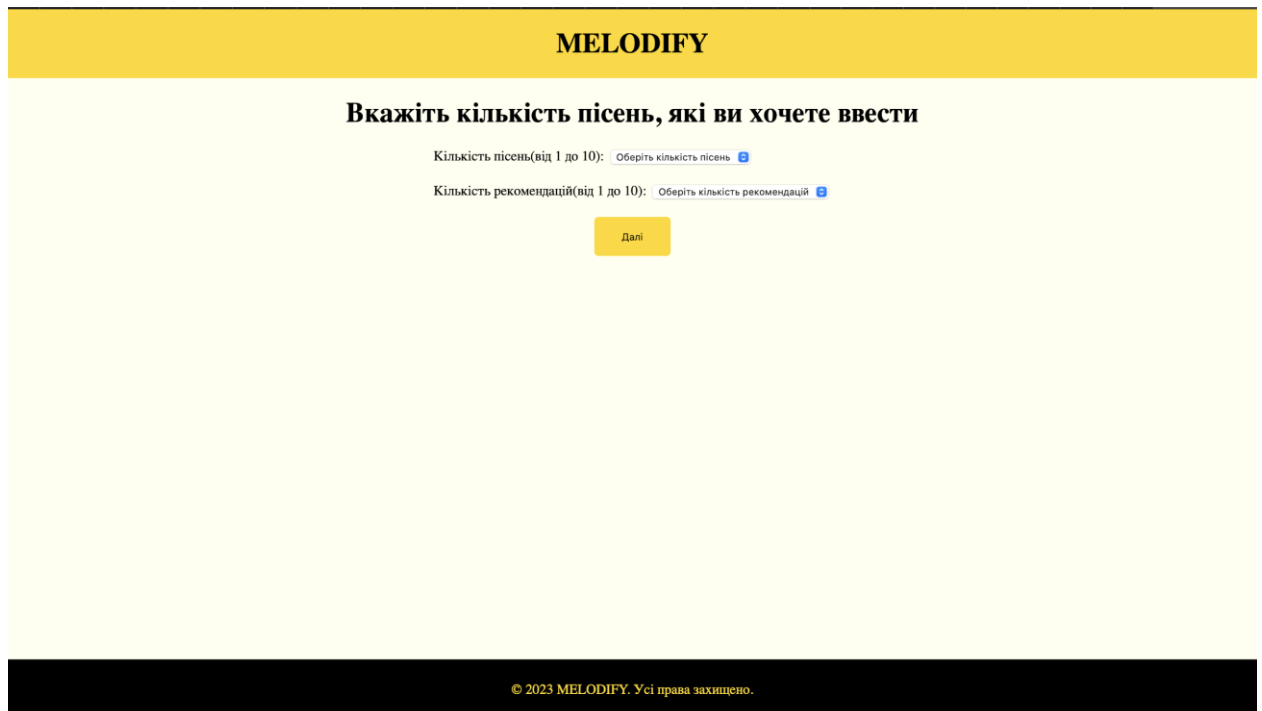 MELODIFY
Вкажіть кількість пісень, які ви хочете ввести
Кількість пісень(від 1 до 10): Оберіть кількість пісень
Кількість рекомендацій(від 1 до 10): Оберіть кількість рекомендацій
Далі
© 2023 MELODIFY. Усі права захищено.